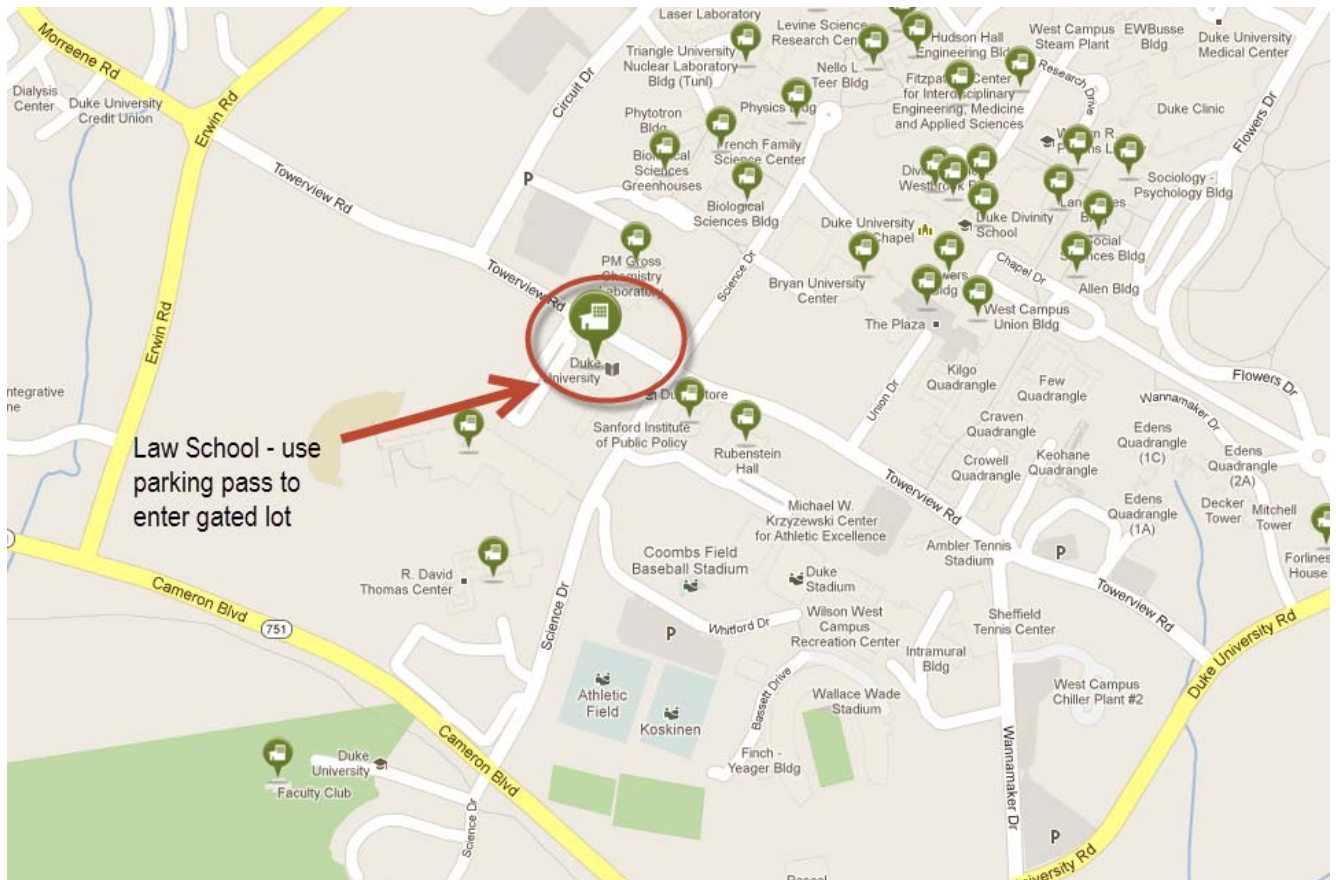 Laser Laboratory
Levine Science
Research Cen
Hudson Hall
Engineering Bld
West Campus
Steam Plant
EWBusse
Bldg
Duke University
Medical Center
Morreene Rd
Dialysis
Center
Duke University
Credit Union
Erwin Rd
Circuit Dr
Triangle University
Nuclear Laboratory
Bldg (Tunl)
Nello L.
Teer Bldg
Fitzpat Center
for Interdisciplinary
Engineering, Medicine
and Applied Sciences
Research Drive
Duke Clinic
Flowers Dr
Phytotron
Bldg
Physics Bldg
French Family
Science Center
Biological
Sciences
Greenhouses
Biological
Sciences Bldg
P
Towerview Rd
Sociology -
Psychology Bldg
Duke University
Chapel
Duke Divinity
School
Chapel Dr
Allen Bldg
Bryan University
Center
West Campus
Union Bldg
The Plaza
PM Gross
Chemistry
Laboratory
Towerview Rd
Science Dr
Duke
University
Erwin Rd
ntegrative
ne
Law School - use
parking pass to
enter gated lot
Sanford Institute
of Public Policy
Rubenstein
Hall
Union Dr
Kilgo
Quadrangle
Few
Quadrangle
Craven
Quadrangle
Crowell
Quadrangle
Keohane
Quadrangle
Wannamaker Dr
Flowers Dr
Edens
Quadrangle
(1C)
Edens
Quadrangle
(2A)
Edens
Quadrangle
(1A)
Decker
Tower
Mitchell
Tower
Forlines
House
Towerview Rd
Michael W.
Krzyzewski Center
for Athletic Excellence
Ambler Tennis
Stadium
P
Towerview Rd
Coombs Field
Baseball Stadium
Duke
Stadium
R. David
Thomas Center
Cameron Blvd
751
Science Dr
P
Whitford Dr
Wilson West
Campus
Recreation Center
Sheffield
Tennis Center
Intramural
Bldg
Duke University Rd
Athletic
Field
Koskinen
Bassett Drive
Wallace Wade
Stadium
West Campus
Chiller Plant #2
Finch -
Yeager Bldg
Wannamaker Dr
Duke
University
Faculty Club
Cameron Blvd
Science Dr
P
iversity Rd